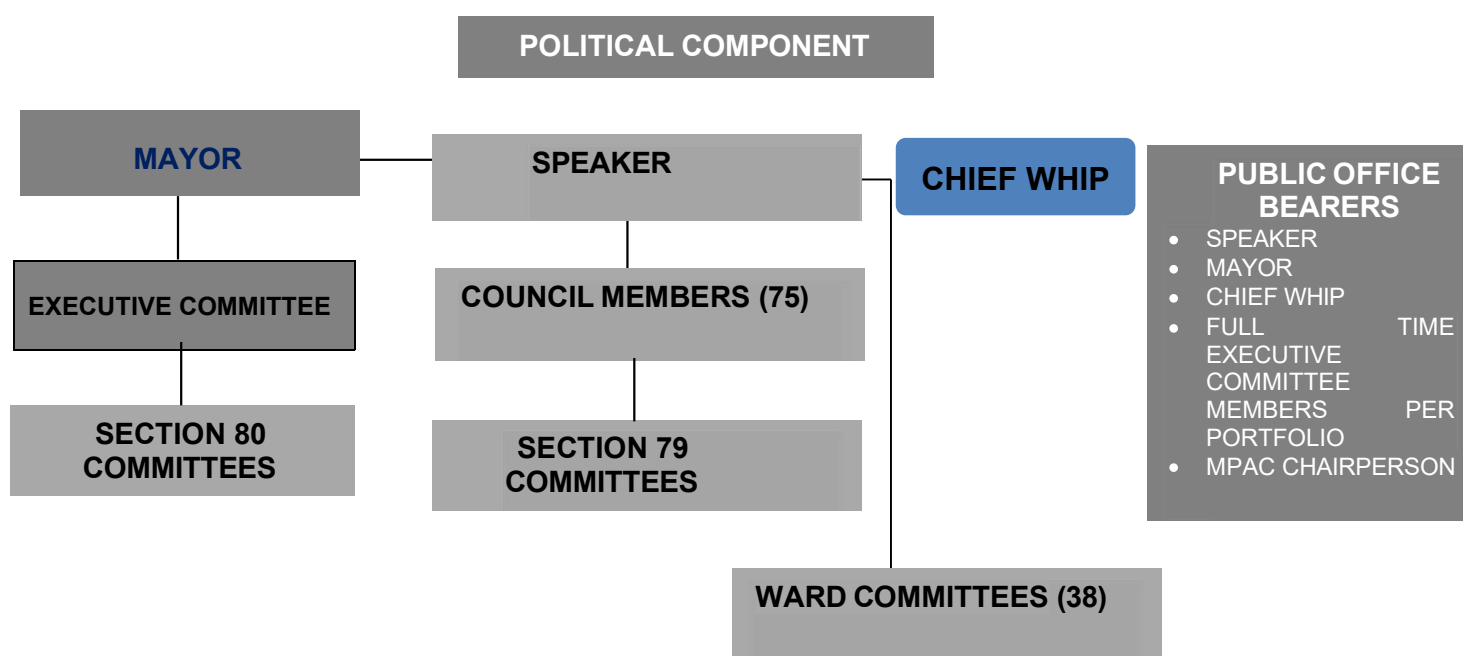 POLITICAL COMPONENT
MAYOR
SPEAKER
CHIEF WHIP
EXECUTIVE COMMITTEE
COUNCIL MEMBERS (75)
SECTION 80
COMMITTEES
SECTION 79
COMMITTEES
WARD COMMITTEES (38)
PUBLIC OFFICE
BEARERS
• SPEAKER
• MAYOR
• CHIEF WHIP
• FULL TIME
EXECUTIVE
COMMITTEE
MEMBERS PER
PORTFOLIO
• MPAC CHAIRPERSON